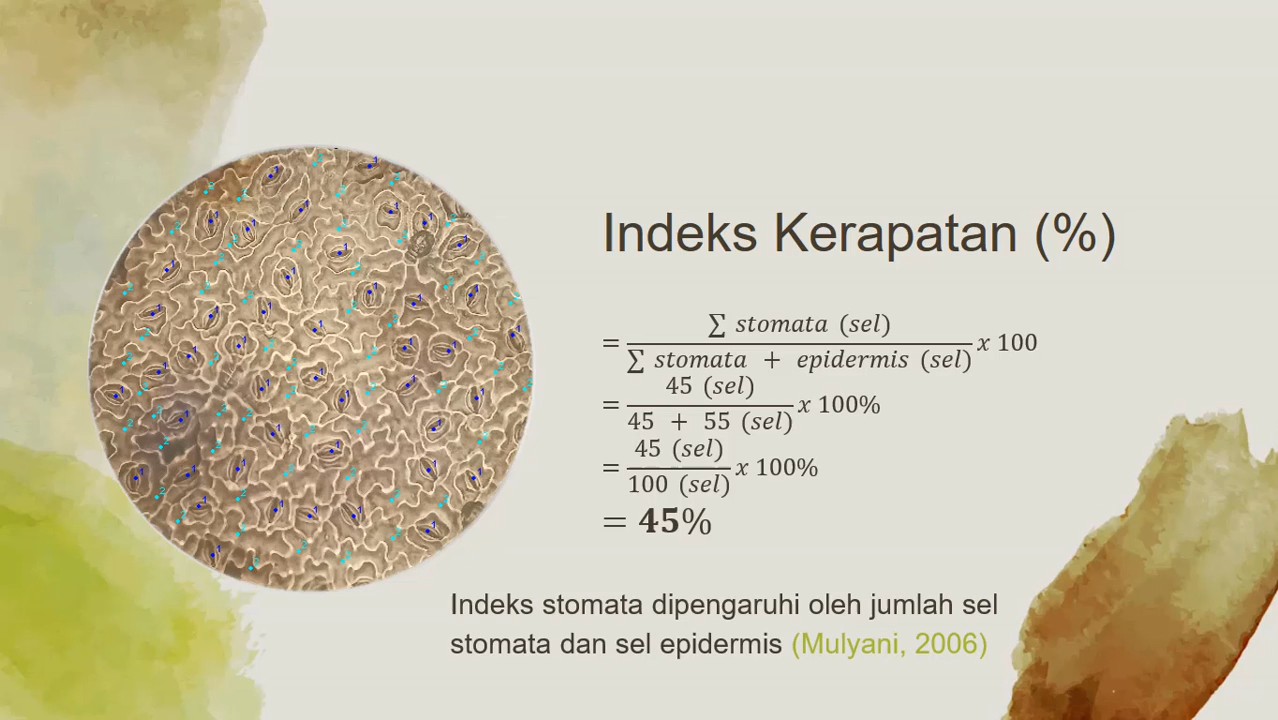 Indeks Kerapatan (%)
= ∑ stomata (sel) / ∑ stomata + epidermis (sel) x 100
= 45 (sel) / 45 + 55 (sel) x 100%
= 45 (sel) / 100 (sel) x 100%
= 45%
Indeks stomata dipengaruhi oleh jumlah sel
stomata dan sel epidermis (Mulyani, 2006)